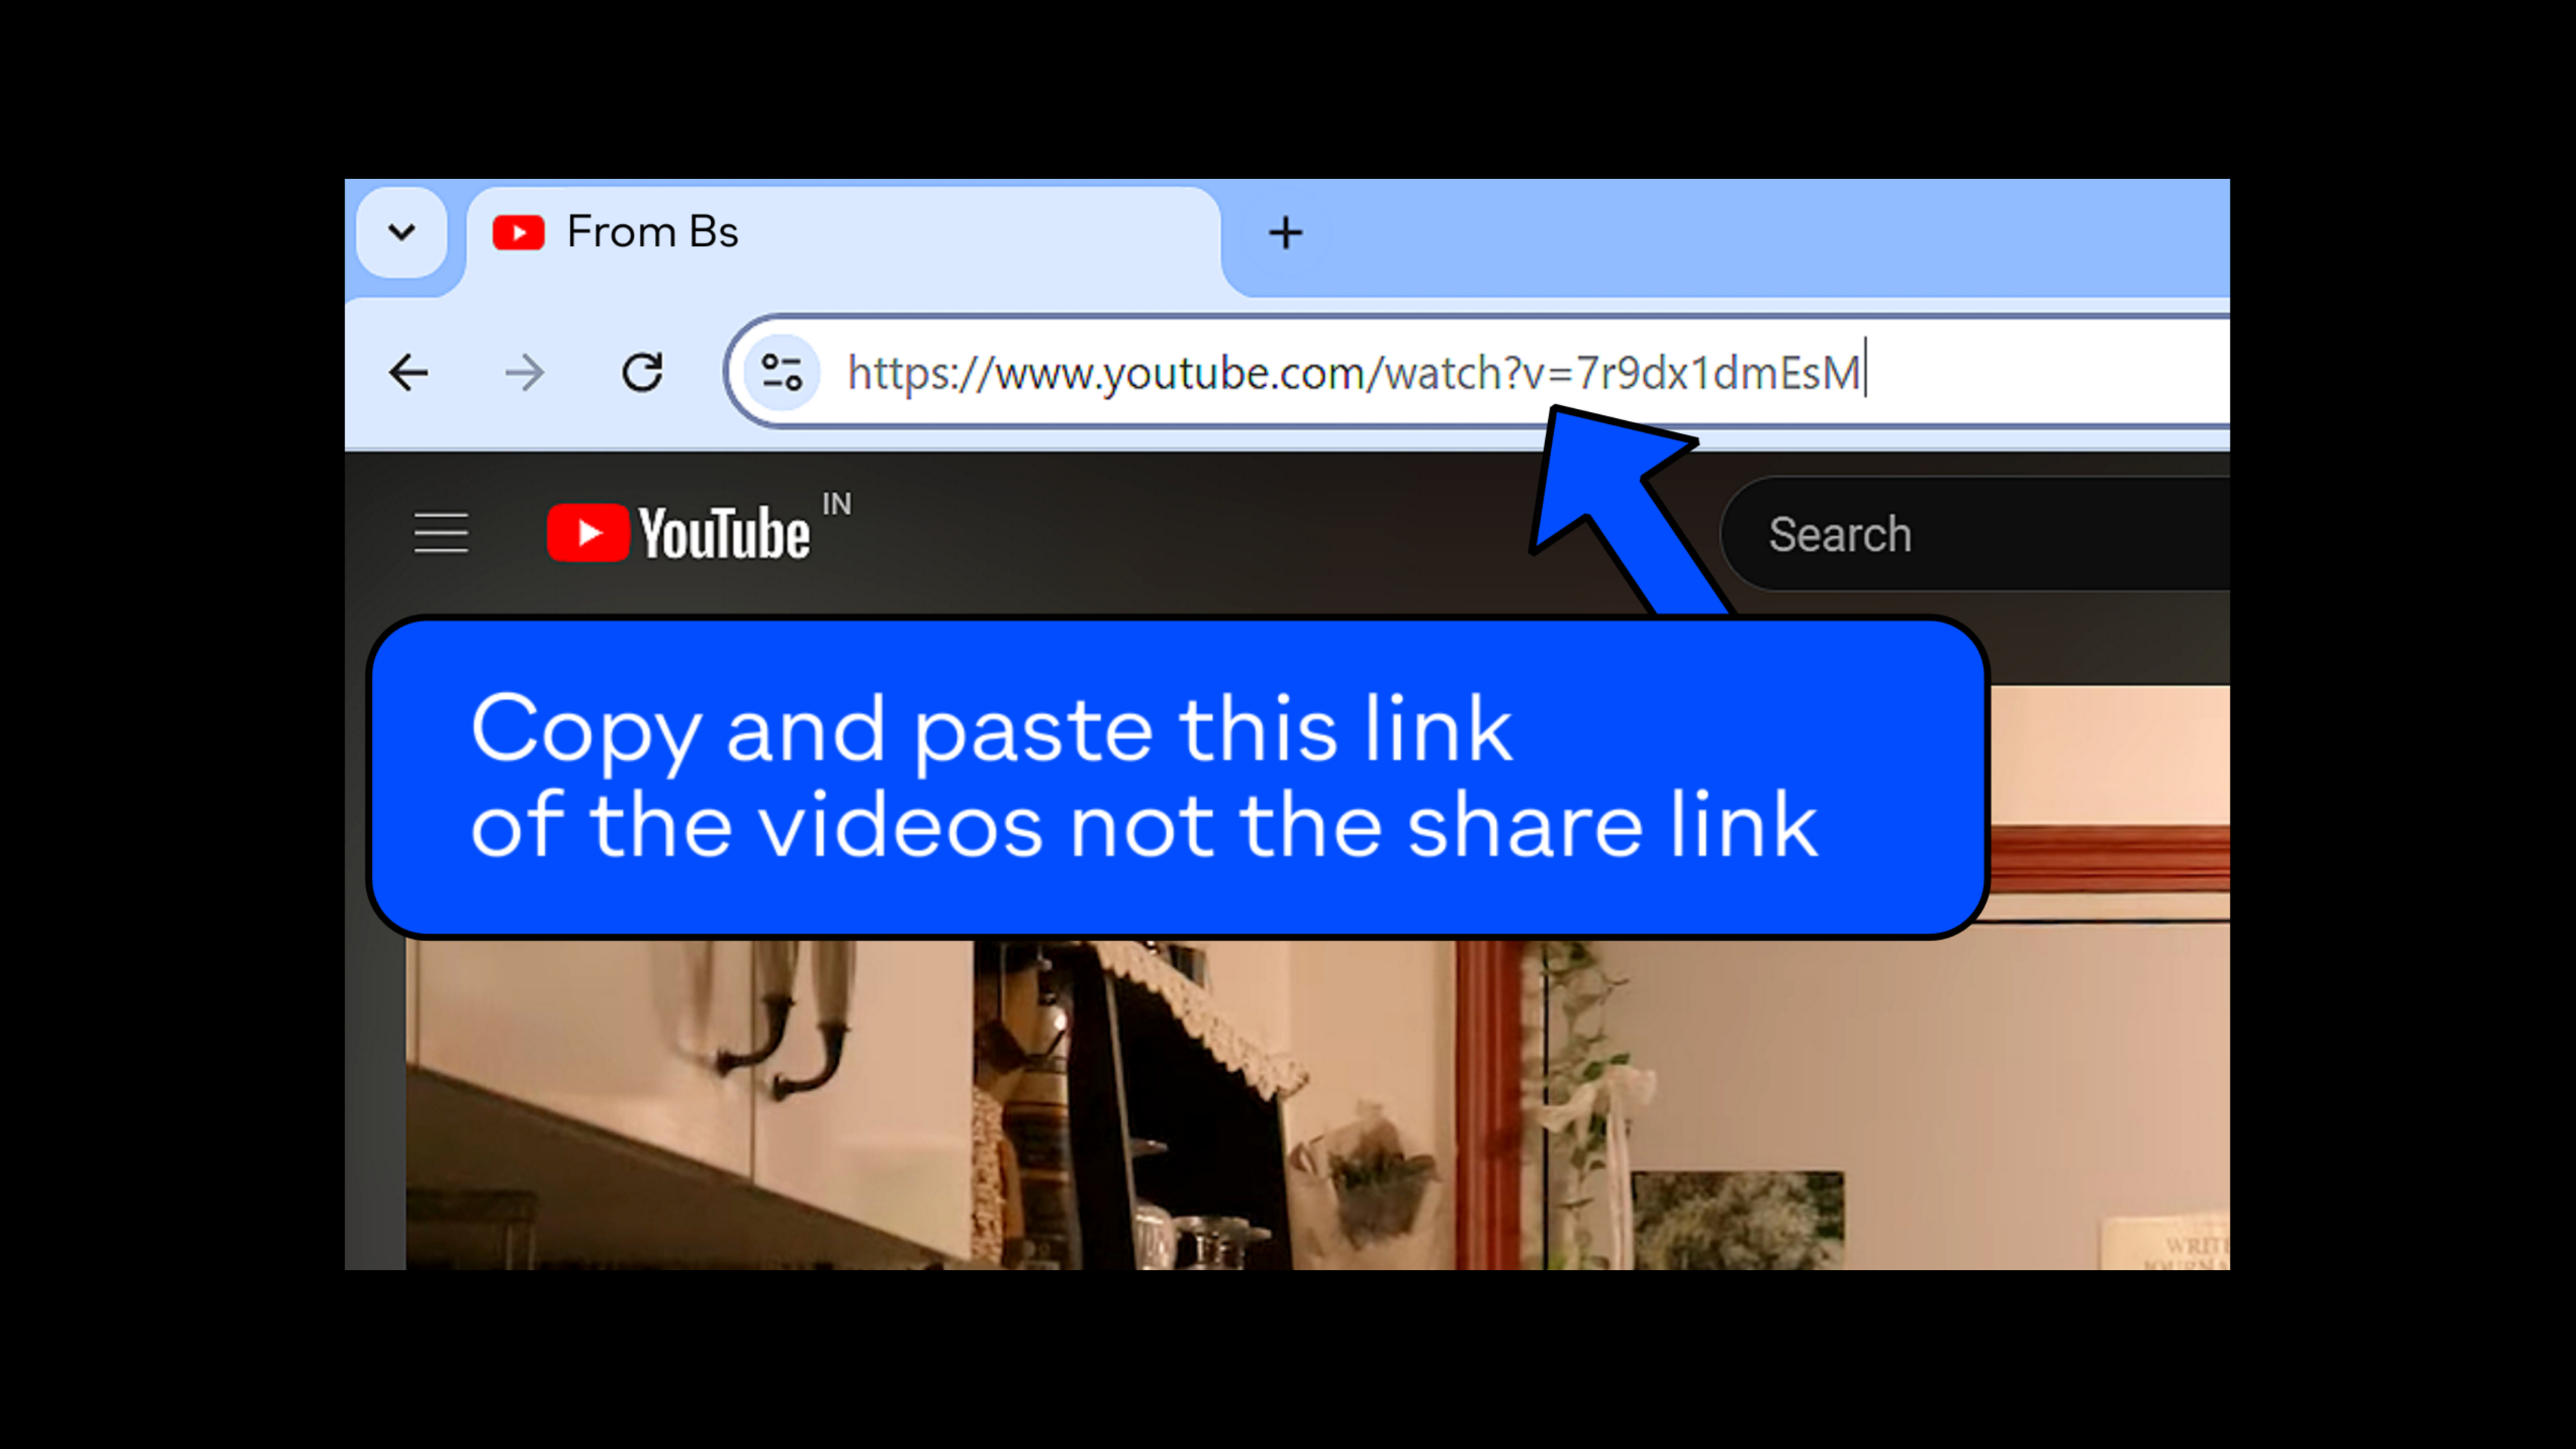 From Bs
https://www.youtube.com/watch?v=7r9dx1dmEsM
YouTube IN
Search
Copy and paste this link
of the videos not the share link